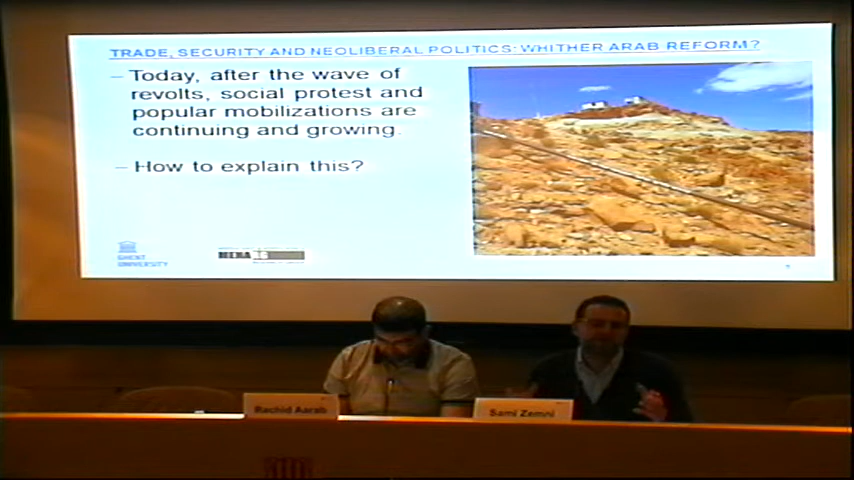 TRADE, SECURITY AND NEOLIBERAL POLITICS: WHITHER ARAB REFORM?
– Today, after the wave of
revolts, social protest and
popular mobilizations are
continuing and growing.
– How to explain this?
GHENT
UNIVERSITY
Rachid Aarab
Sami Zemni